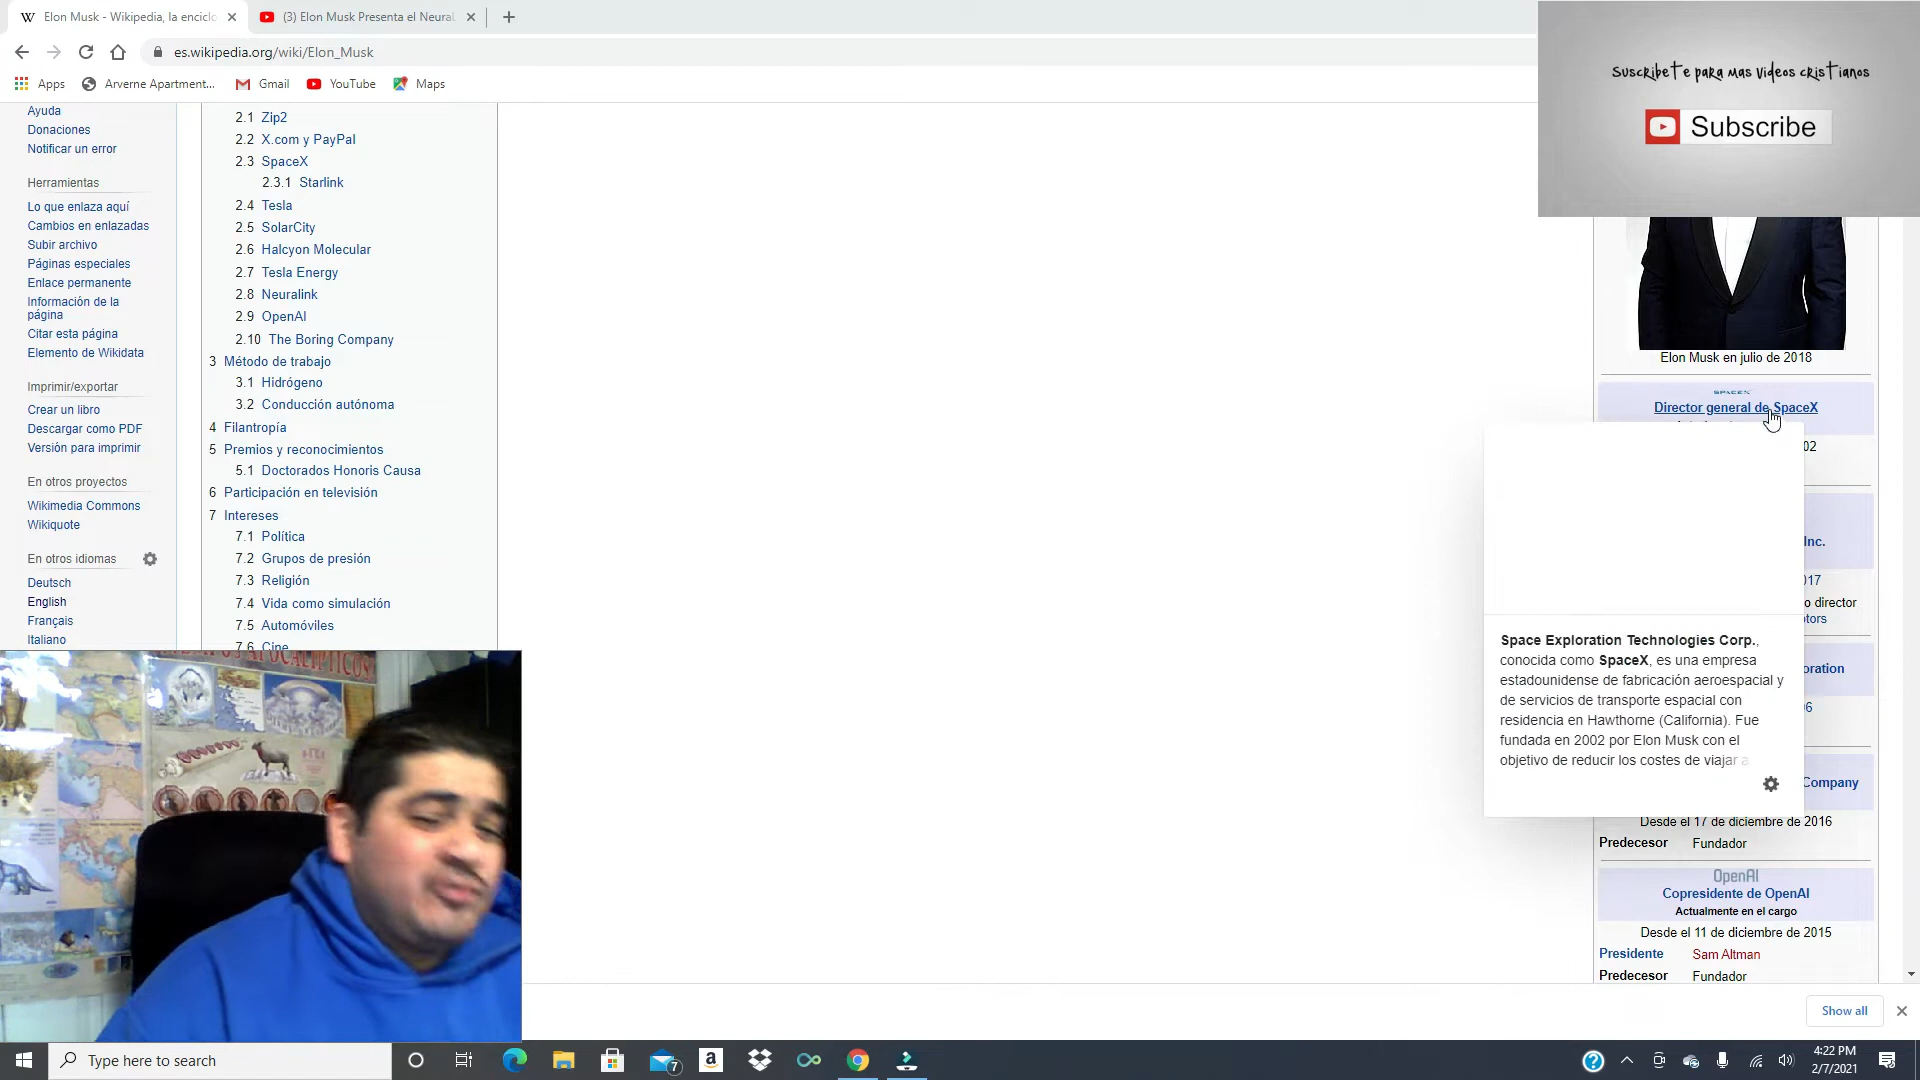 Elon Musk - Wikipedia, la enciclo
(3) Elon Musk Presenta el Neural
es.wikipedia.org/wiki/Elon_Musk
Apps
Arverne Apartment...
Gmail
YouTube
Maps
Suscribete para mas videos cristianos
Subscribe
Ayuda
Donaciones
Notificar un error
Herramientas
Lo que enlaza aquí
Cambios en enlazadas
Subir archivo
Páginas especiales
Enlace permanente
Información de la
página
Citar esta página
Elemento de Wikidata
Imprimir/exportar
Crear un libro
Descargar como PDF
Versión para imprimir
En otros proyectos
Wikimedia Commons
Wikiquote
En otros idiomas
Deutsch
English
Français
Italiano
2.1 Zip2
2.2 X.com y PayPal
2.3 SpaceX
2.3.1 Starlink
2.4 Tesla
2.5 SolarCity
2.6 Halcyon Molecular
2.7 Tesla Energy
2.8 Neuralink
2.9 OpenAI
2.10 The Boring Company
3 Método de trabajo
3.1 Hidrógeno
3.2 Conducción autónoma
4 Filantropía
5 Premios y reconocimientos
5.1 Doctorados Honoris Causa
6 Participación en televisión
7 Intereses
7.1 Política
7.2 Grupos de presión
7.3 Religión
7.4 Vida como simulación
7.5 Automóviles
7.6 Cine
Elon Musk en julio de 2018
SPACEX
Director general de SpaceX
02
Inc.
017
o director
otors
oration
06
Company
Space Exploration Technologies Corp.,
conocida como SpaceX, es una empresa
estadounidense de fabricación aeroespacial y
de servicios de transporte espacial con
residencia en Hawthorne (California). Fue
fundada en 2002 por Elon Musk con el
objetivo de reducir los costes de viajar a
Desde el 17 de diciembre de 2016
Predecesor Fundador
OpenAI
Copresidente de OpenAI
Actualmente en el cargo
Desde el 11 de diciembre de 2015
Presidente Sam Altman
Predecesor Fundador
Show all
Type here to search
7
4:22 PM
2/7/2021